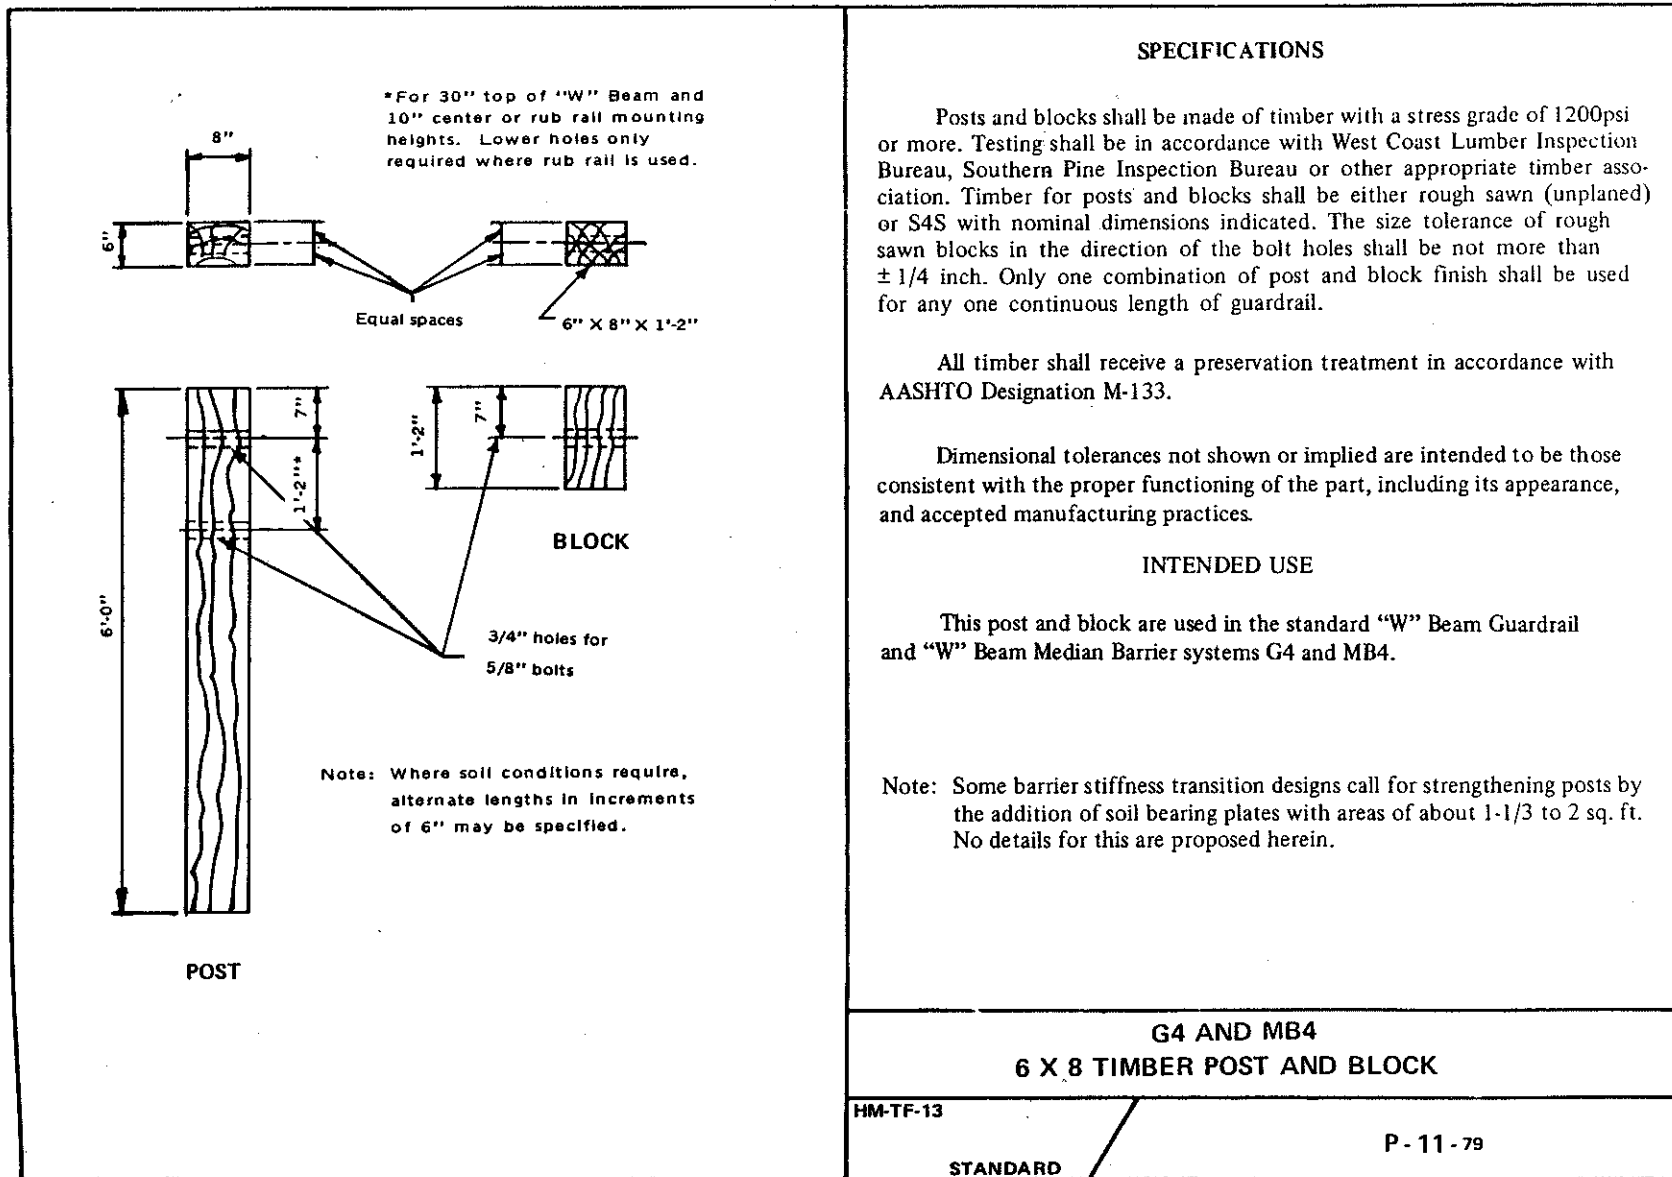 *For 30" top of "W" Beam and
10" center or rub rail mounting
heights. Lower holes only
required where rub rail is used.
8"
6"
Equal spaces
6" X 8" X 1'-2"
7"
1'-2"*
6'-0"
1'-2"
7"
BLOCK
3/4" holes for
5/8" bolts
Note: Where soil conditions require,
alternate lengths in increments
of 6" may be specified.
POST
SPECIFICATIONS
Posts and blocks shall be made of timber with a stress grade of 1200psi
or more. Testing shall be in accordance with West Coast Lumber Inspection
Bureau, Southern Pine Inspection Bureau or other appropriate timber asso-
ciation. Timber for posts and blocks shall be either rough sawn (unplaned)
or S4S with nominal dimensions indicated. The size tolerance of rough
sawn blocks in the direction of the bolt holes shall be not more than
± 1/4 inch. Only one combination of post and block finish shall be used
for any one continuous length of guardrail.
All timber shall receive a preservation treatment in accordance with
AASHTO Designation M-133.
Dimensional tolerances not shown or implied are intended to be those
consistent with the proper functioning of the part, including its appearance,
and accepted manufacturing practices.
INTENDED USE
This post and block are used in the standard "W" Beam Guardrail
and "W" Beam Median Barrier systems G4 and MB4.
Note: Some barrier stiffness transition designs call for strengthening posts by
the addition of soil bearing plates with areas of about 1-1/3 to 2 sq. ft.
No details for this are proposed herein.
G4 AND MB4
6 X 8 TIMBER POST AND BLOCK
HM-TF-13
P - 11 - 79
STANDARD